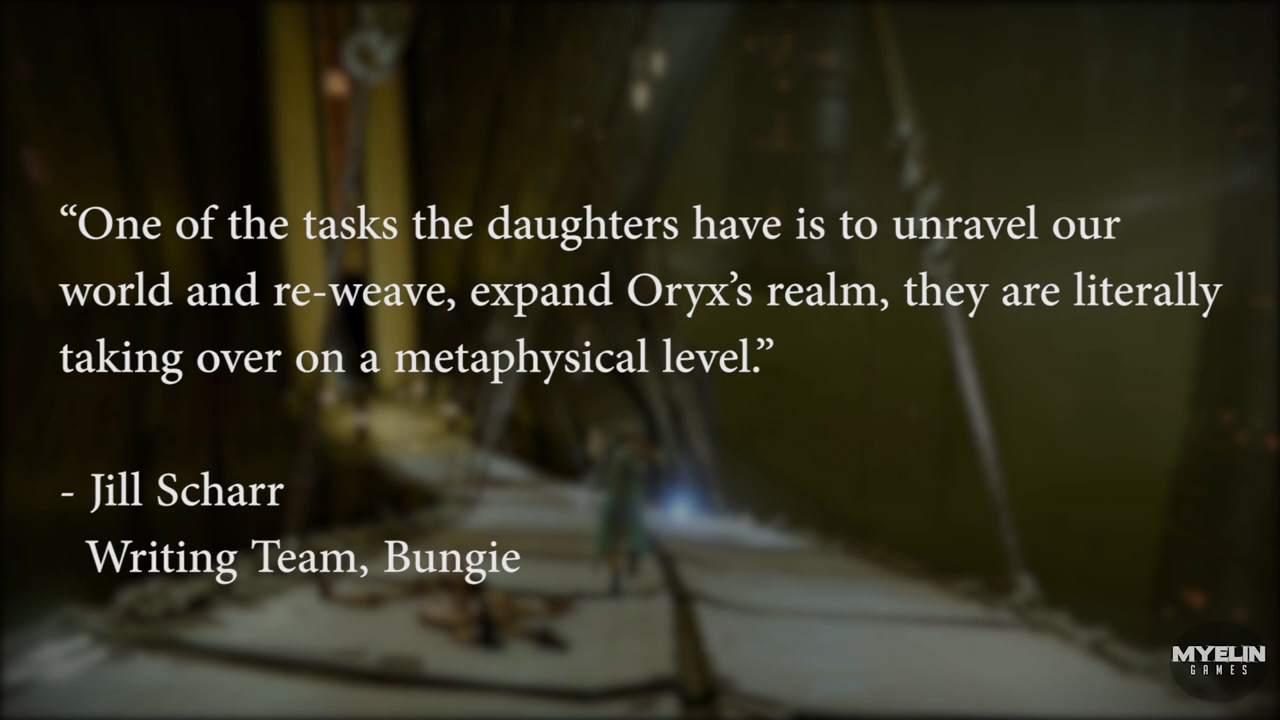 “One of the tasks the daughters have is to unravel our
world and re-weave, expand Oryx’s realm, they are literally
taking over on a metaphysical level.”
- Jill Scharr
Writing Team, Bungie
MYELIN
GAMES